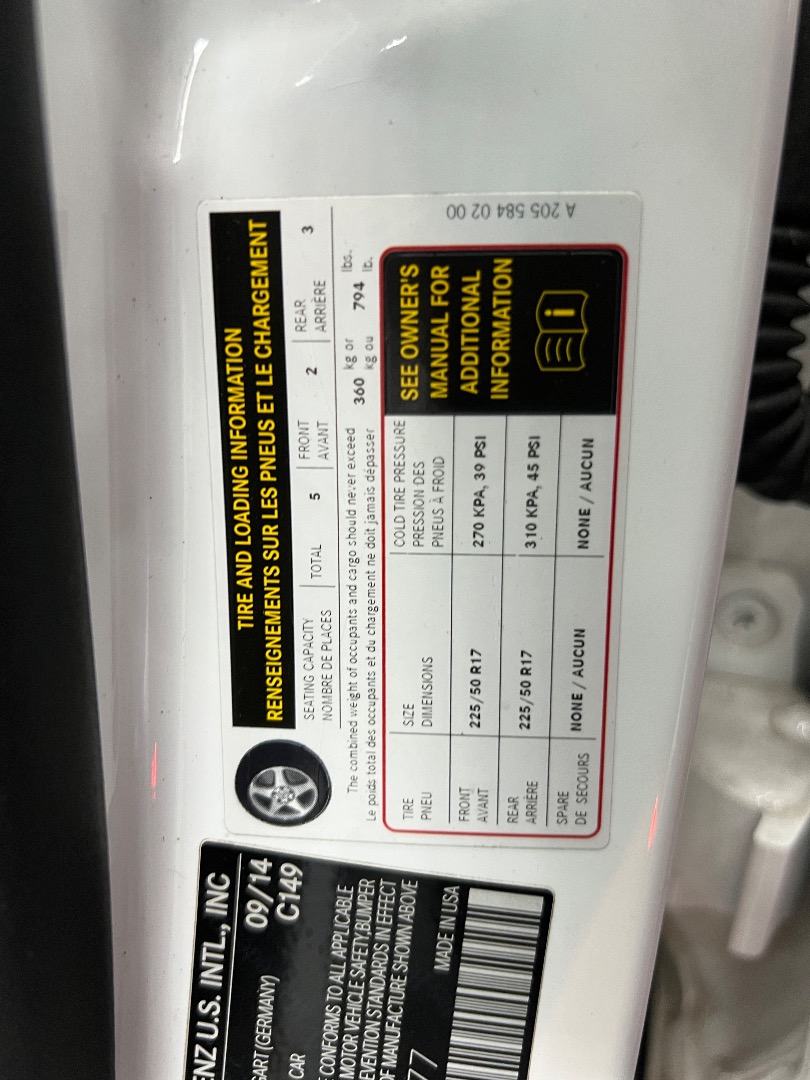 TIRE AND LOADING INFORMATION
RENSEIGNEMENTS SUR LES PNEUS ET LE CHARGEMENT
SEATING CAPACITY TOTAL 5 FRONT 2 REAR 3
NOMBRE DE PLACES AVANT ARRIÈRE
The combined weight of occupants and cargo should never exceed 360 kg or 794 lbs.
Le poids total des occupants et du chargement ne doit jamais dépasser kg ou lb.
TIRE SIZE COLD TIRE PRESSURE
PNEU DIMENSIONS PRESSION DES
PNEUS À FROID
FRONT 225/50 R17 270 KPA, 39 PSI
AVANT
REAR 225/50 R17 310 KPA, 45 PSI
ARRIÈRE
SPARE NONE / AUCUN NONE / AUCUN
DE SECOURS
SEE OWNER'S
MANUAL FOR
ADDITIONAL
INFORMATION
i
A 205 584 02 00
U.S. INTL., INC
09/14
(GERMANY) C149
CAR
CONFORMS TO ALL APPLICABLE
MOTOR VEHICLE SAFETY,BUMPER
STANDARDS IN EFFECT
MANUFACTURE SHOWN ABOVE
77 MADE IN USA